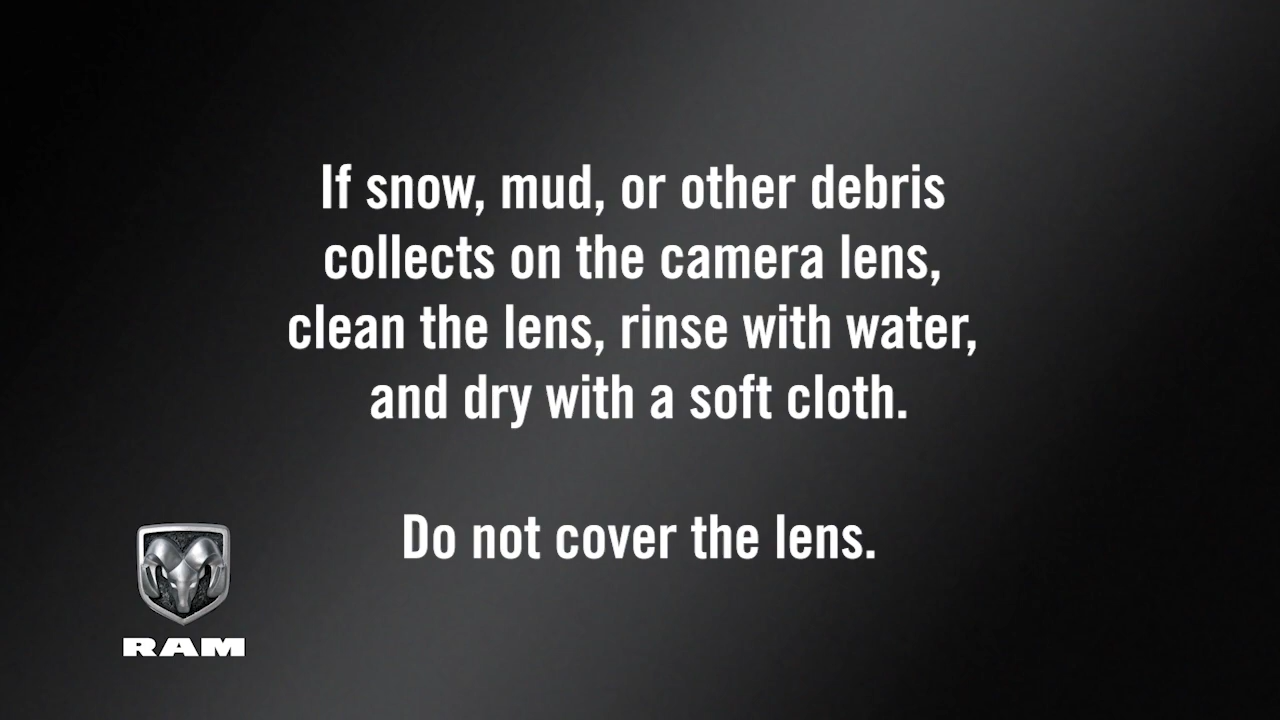 If snow, mud, or other debris
collects on the camera lens,
clean the lens, rinse with water,
and dry with a soft cloth.
Do not cover the lens.
RAM